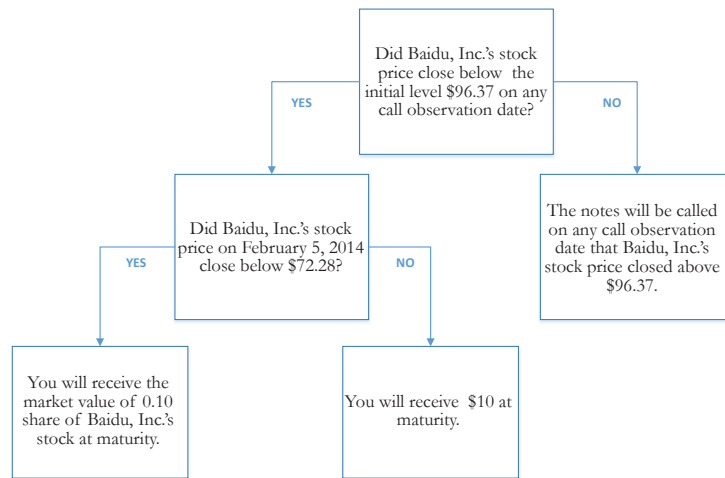 Did Baidu, Inc.'s stock
price close below the
initial level $96.37 on any
call observation date?
YES
NO
Did Baidu, Inc.'s stock
price on February 5, 2014
close below $72.28?
The notes will be called
on any call observation
date that Baidu, Inc.'s
stock price closed above
$96.37.
YES
NO
You will receive the
market value of 0.10
share of Baidu, Inc.'s
stock at maturity.
You will receive $10 at
maturity.